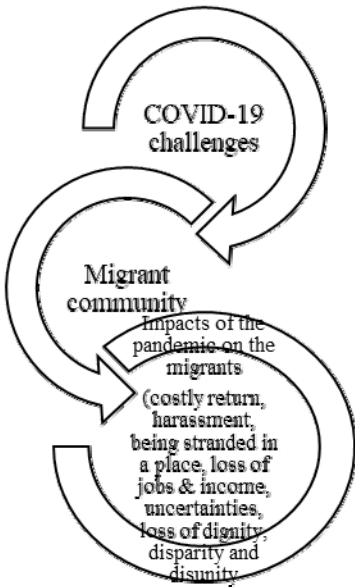 COVID-19
challenges
Migrant
community
Impacts of the
pandemic on the
migrants
(costly return,
harassment,
being stranded in
a place, loss of
jobs & income,
uncertainties,
loss of dignity,
disparity and
disunity